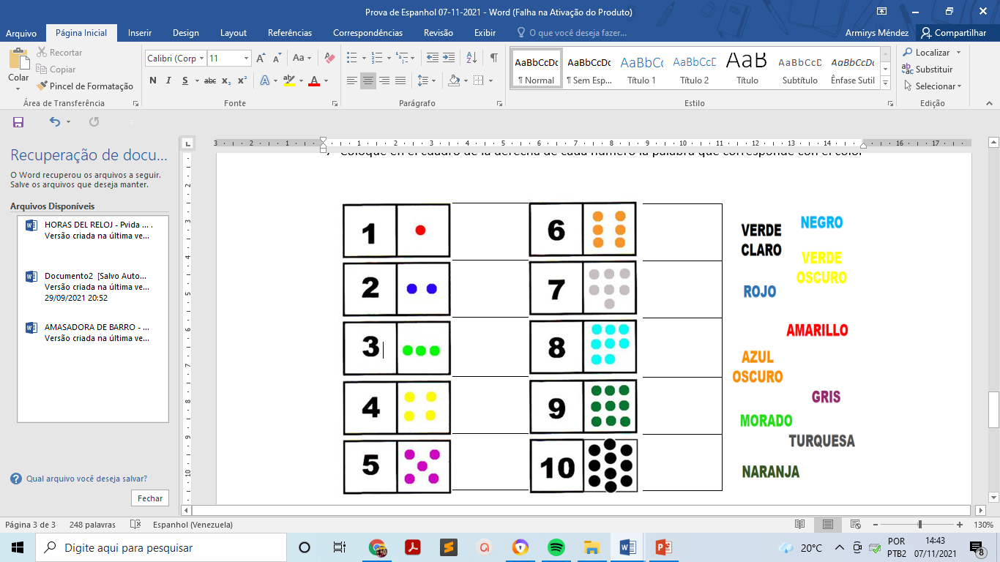 Prova de Espanhol 07-11-2021 - Word (Falha na Ativação do Produto)
Arquivo
Página Inicial
Inserir
Design
Layout
Referências
Correspondências
Revisão
Exibir
O que você deseja fazer...
Armirys Méndez
Compartilhar
Colar
Recortar
Copiar
Pincel de Formatação
Área de Transferência
Calibri (Corp
11
Fonte
Parágrafo
AaBbCcDc
¶ Normal
AaBbCcDc
¶ Sem Esp...
AaBbCc
Título 1
AaBbCcD
Título 2
AaB
Título
AaBbCcD
Subtítulo
AaBbCcDc
Ênfase Sutil
Estilo
Localizar
Substituir
Selecionar
Edição
Recuperação de docu...
O Word recuperou os arquivos a seguir.
Salve os arquivos que deseja manter.
Arquivos Disponíveis
HORAS DEL RELOJ - Pvida ... .
Versão criada na última ve...
Documento2 [Salvo Auto...
Versão criada na última ve...
29/09/2021 20:52
AMASADORA DE BARRO - ...
Versão criada na última ve...
Qual arquivo você deseja salvar?
Fechar
3 2 1 1 2 3 4 5 6 7 8 9 10 11 12 13 14 16 17
2 3 4 5 6 7 8 9 10
Coloque en el cuadro de la derecha de cada número la palabra que corresponde con el color
1
2
3
4
5
6
7
8
9
10
VERDE
CLARO
NEGRO
VERDE
OSCURO
ROJO
AMARILLO
AZUL
OSCURO
GRIS
MORADO
TURQUESA
NARANJA
Página 3 de 3
248 palavras
Espanhol (Venezuela)
130%
Digite aqui para pesquisar
20°C
POR
PTB2
14:43
07/11/2021
8